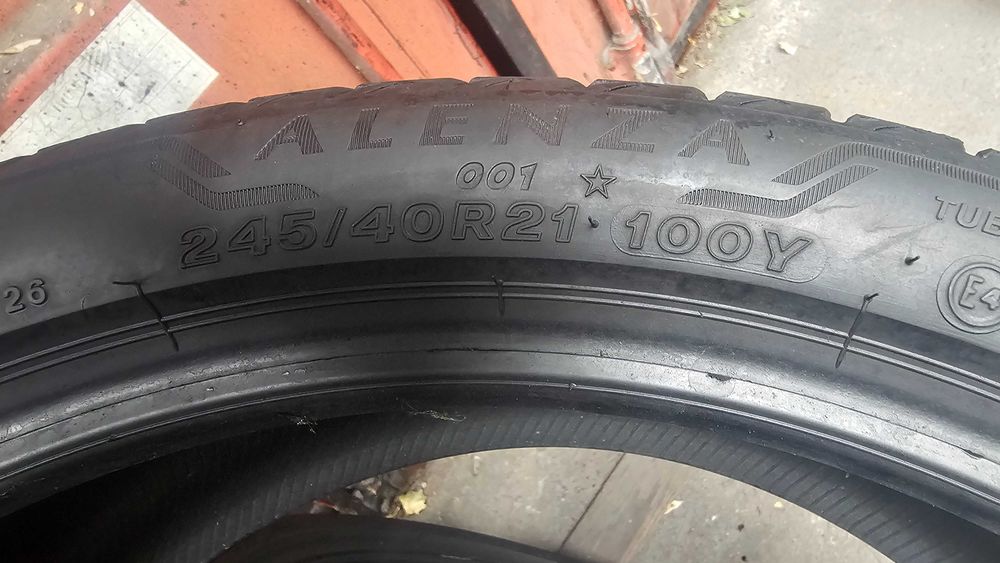 ALENZA
001 ☆
245/40R21 100Y
TUBE
26
E4